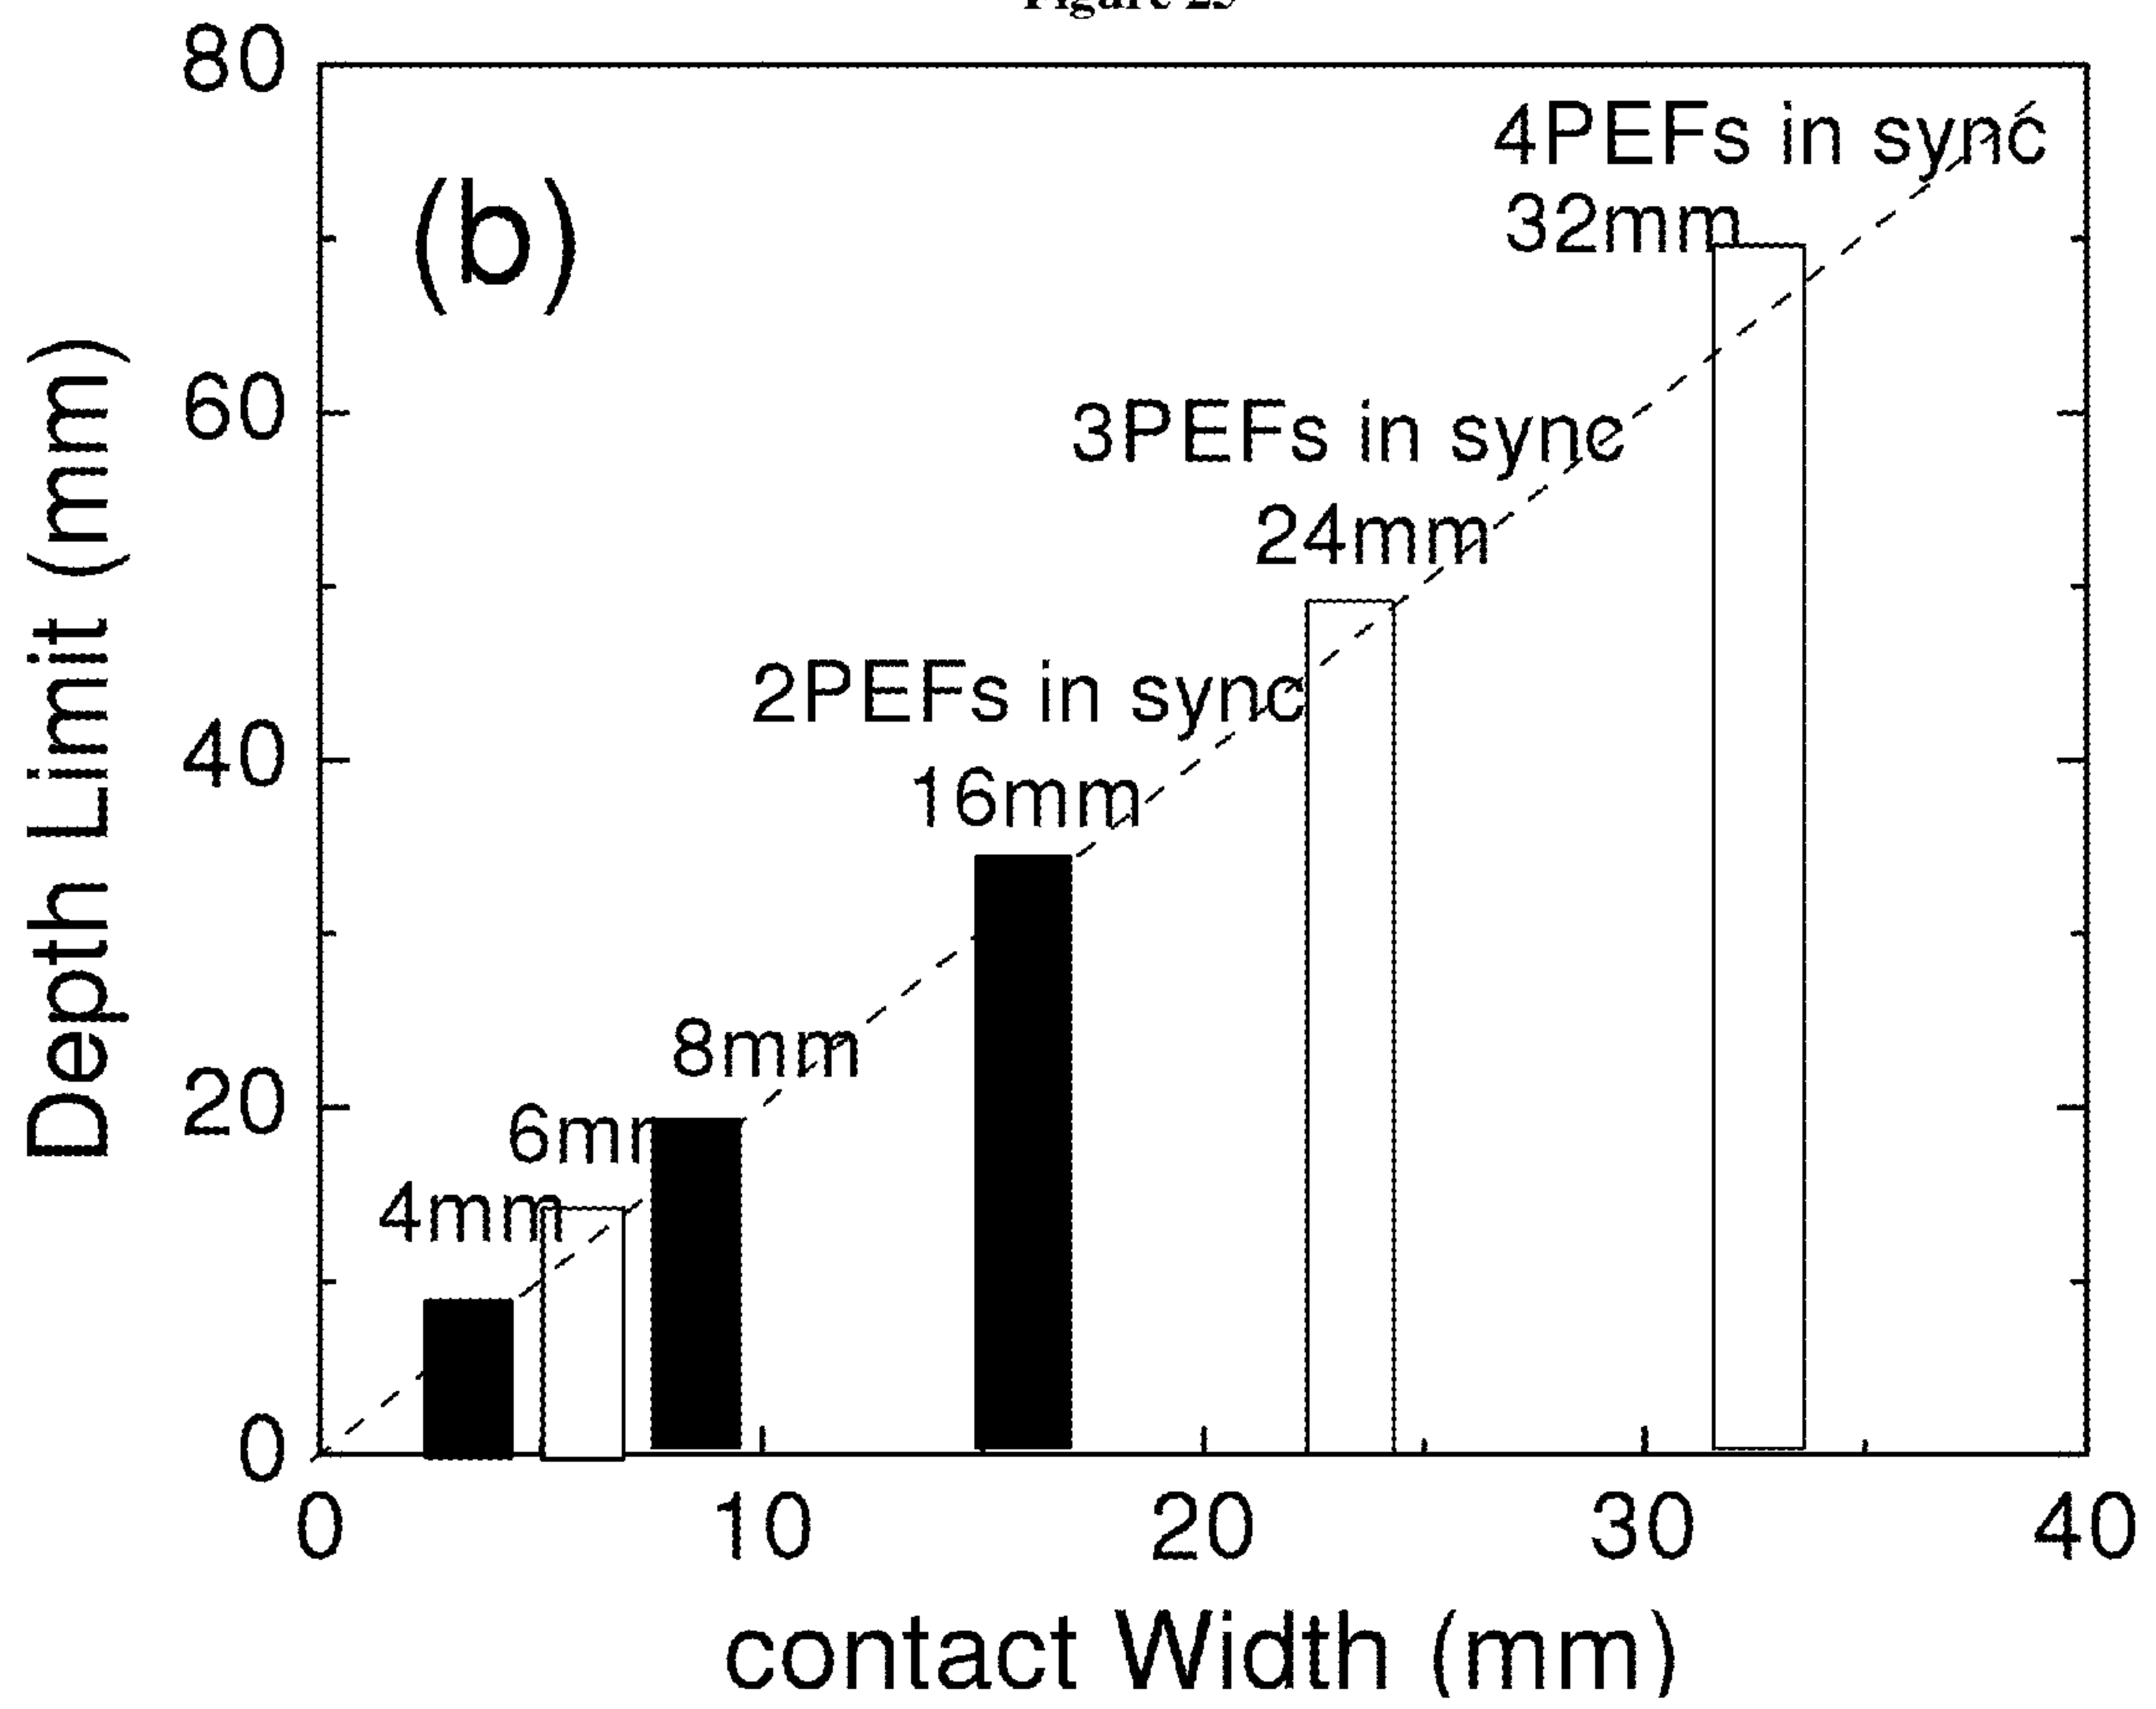 80
(b)
4PEFs in sync
32mm
60
3PEFs in sync
24mm
40
2PEFs in sync
16mm
8mm
20
6mm
4mm
0
0 10 20 30 40
Depth Limit (mm)
contact Width (mm)